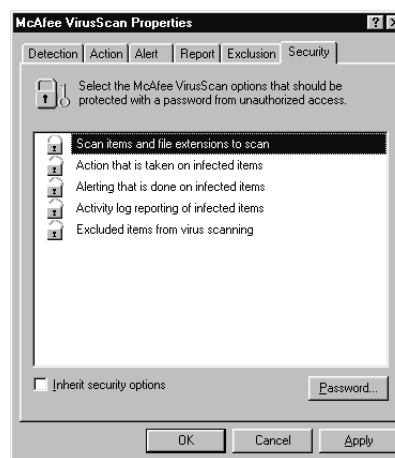 McAfee VirusScan Properties
Detection Action Alert Report Exclusion Security
Select the McAfee VirusScan options that should be
protected with a password from unauthorized access.
Scan items and file extensions to scan
Action that is taken on infected items
Alerting that is done on infected items
Activity log reporting of infected items
Excluded items from virus scanning
Inherit security options
Password...
OK Cancel Apply